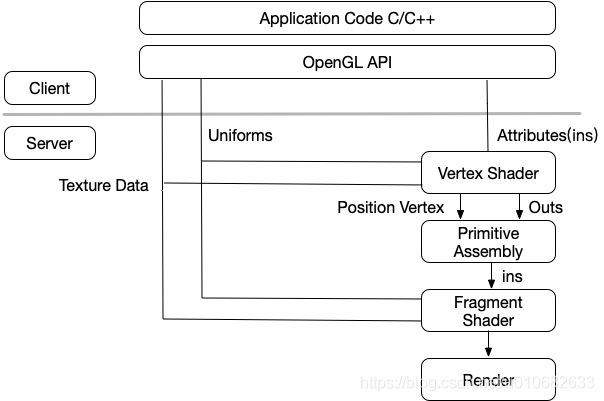 Application Code C/C++
OpenGL API
Client
Server
Uniforms
Attributes(ins)
Texture Data
Vertex Shader
Position Vertex
Outs
Primitive
Assembly
ins
Fragment
Shader
Render